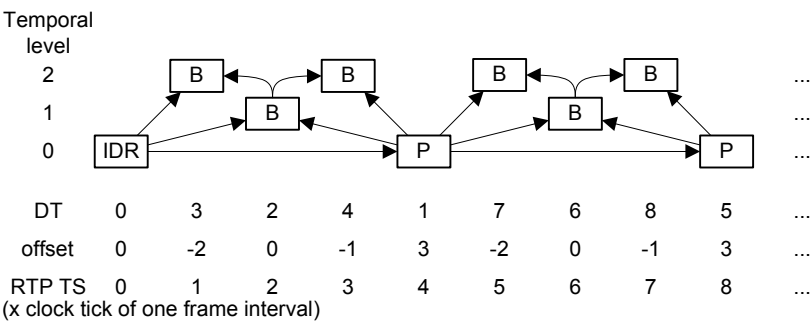 Temporal
level
2 B B B B ...
1 B B ...
0 IDR P P ...
DT 0 3 2 4 1 7 6 8 5 ...
offset 0 -2 0 -1 3 -2 0 -1 3 ...
RTP TS 0 1 2 3 4 5 6 7 8 ...
(x clock tick of one frame interval)